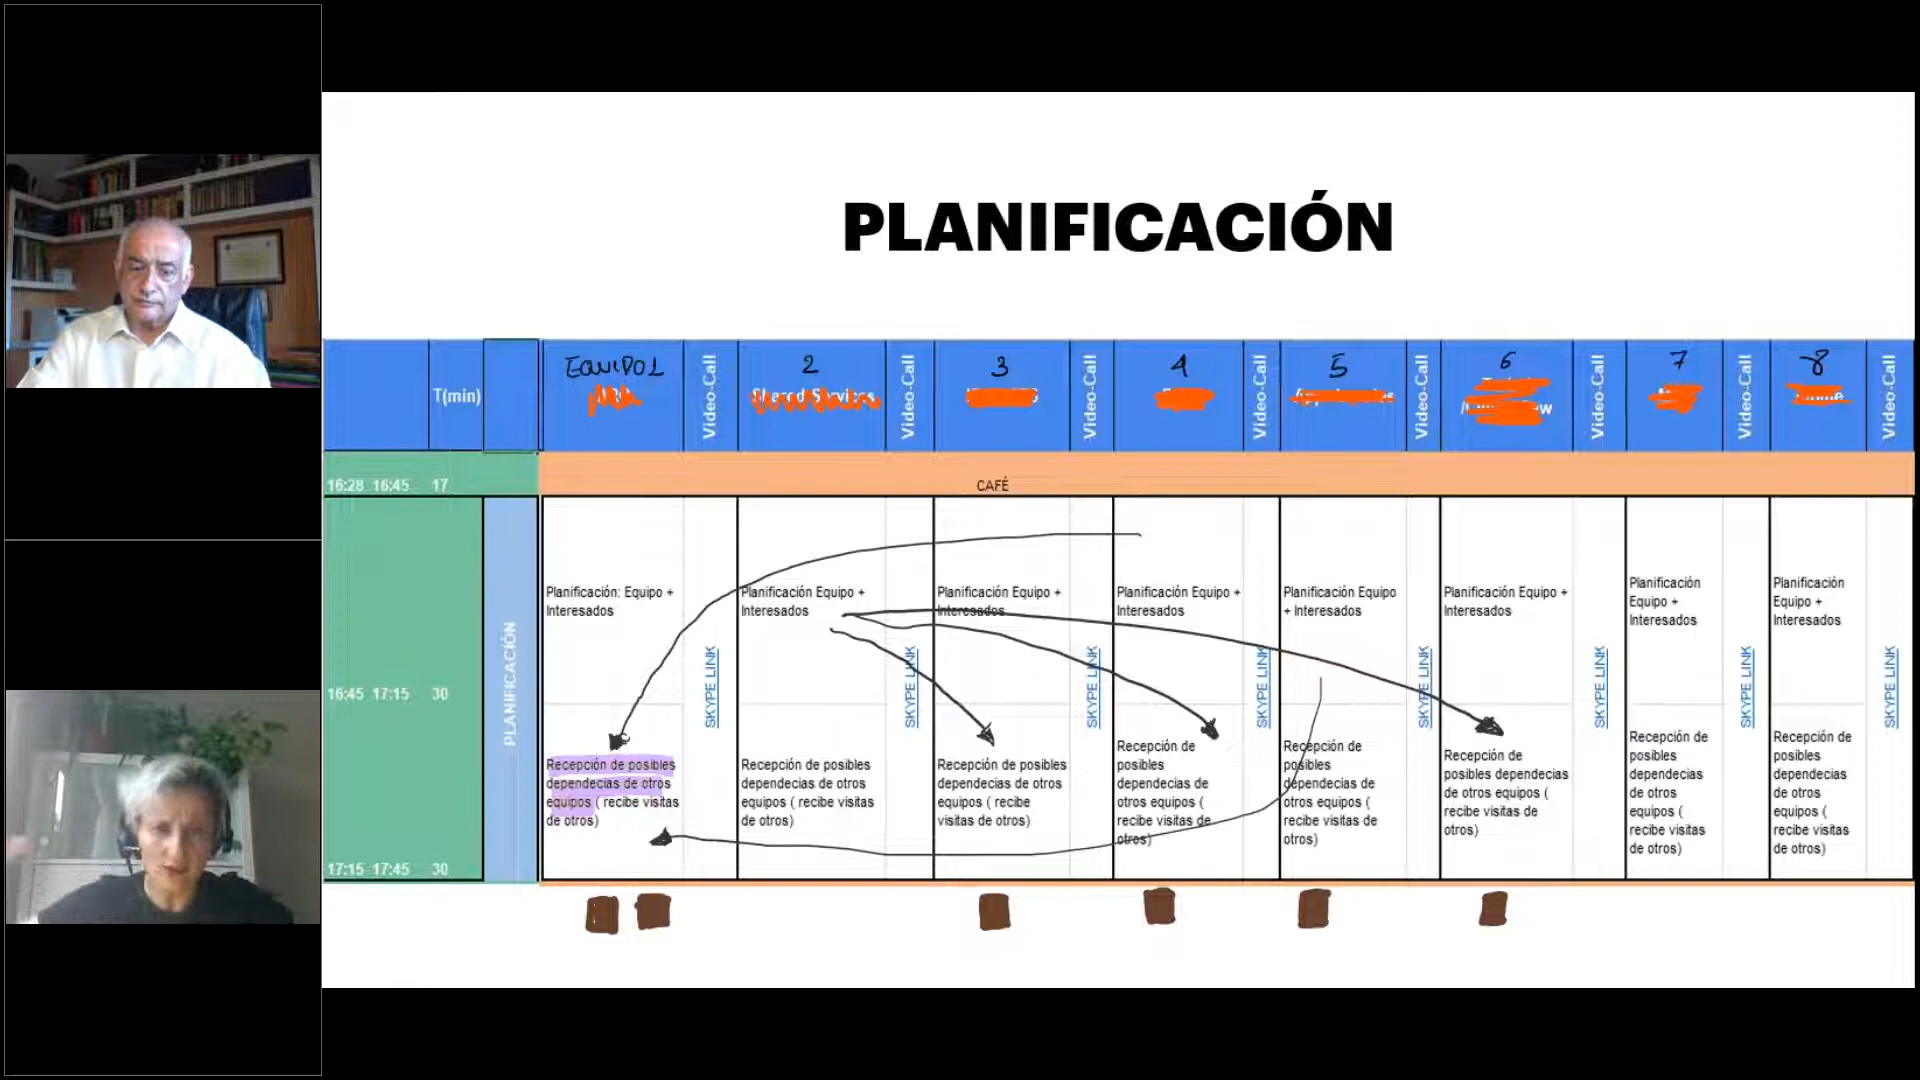 PLANIFICACIÓN
T(min)
EQUIPO1
Video-Call
2
Shared Services
Video-Call
3
Video-Call
4
Video-Call
5
Video-Call
6
Video-Call
7
Video-Call
8
Video-Call
16:28 16:45 17
CAFÉ
16:45 17:15 30
17:15 17:45 30
PLANIFICACIÓN
Planificación: Equipo +
Interesados
Recepción de posibles
dependecias de otros
equipos ( recibe visitas
de otros)
SKYPE LINK
Planificación Equipo +
Interesados
Recepción de posibles
dependecias de otros
equipos ( recibe visitas
de otros)
SKYPE LINK
Planificación Equipo +
Interesados
Recepción de posibles
dependecias de otros
equipos ( recibe
visitas de otros)
SKYPE LINK
Planificación Equipo +
Interesados
Recepción de
posibles
dependecias de
otros equipos (
recibe visitas de
otros)
SKYPE LINK
Planificación Equipo
+ Interesados
Recepción de
posibles
dependecias de
otros equipos (
recibe visitas de
otros)
SKYPE LINK
Planificación Equipo +
Interesados
Recepción de
posibles dependecias
de otros equipos (
recibe visitas de
otros)
SKYPE LINK
Planificación
Equipo +
Interesados
Recepción de
posibles
dependecias
de otros
equipos (
recibe visitas
de otros)
SKYPE LINK
Planificación
Equipo +
Interesados
Recepción de
posibles
dependecias
de otros
equipos (
recibe visitas
de otros)
SKYPE LINK